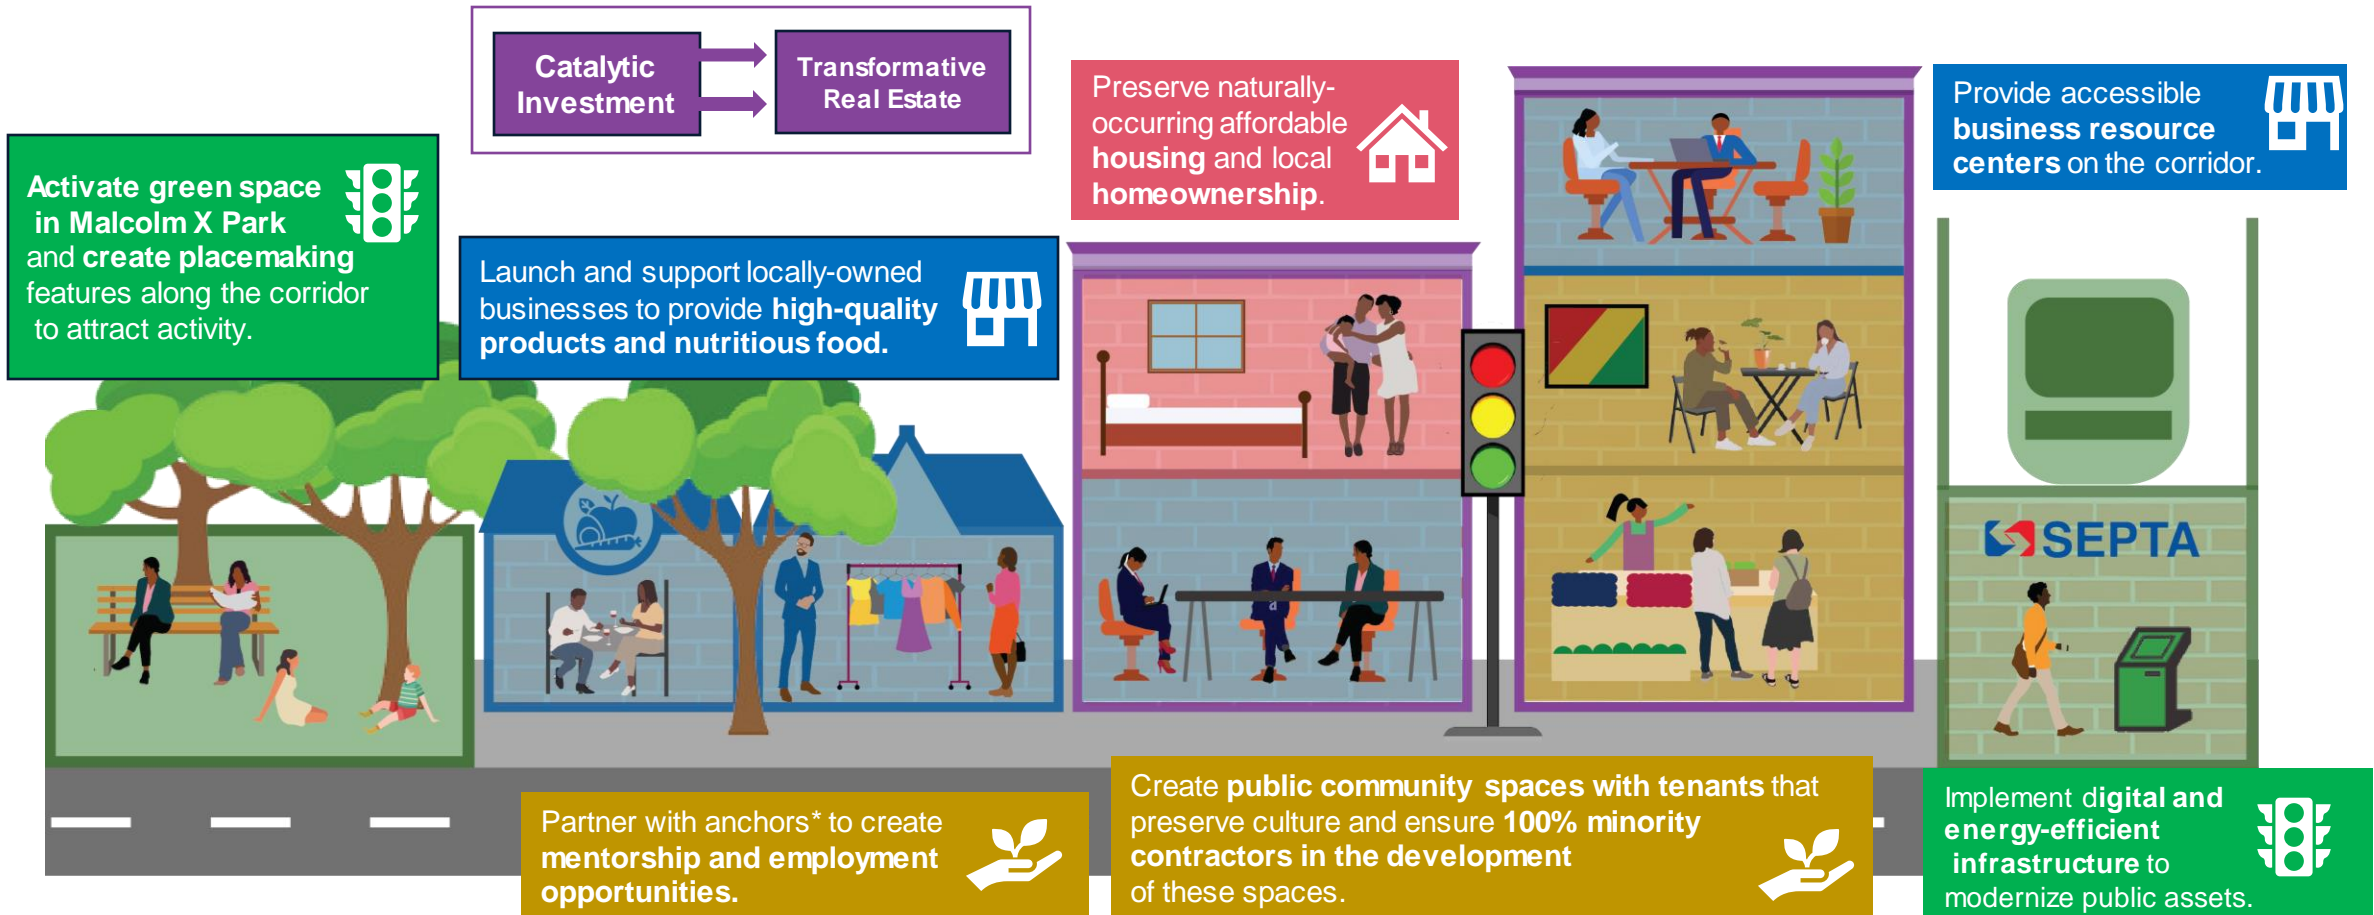 Catalytic
Investment
Transformative
Real Estate
Activate green space
in Malcolm X Park
and create placemaking
features along the corridor
to attract activity.
Launch and support locally-owned
businesses to provide high-quality
products and nutritious food.
Preserve naturally-
occurring affordable
housing and local
homeownership.
Provide accessible
business resource
centers on the corridor.
SEPTA
Partner with anchors* to create
mentorship and employment
opportunities.
Create public community spaces with tenants that
preserve culture and ensure 100% minority
contractors in the development
of these spaces.
Implement digital and
energy-efficient
infrastructure to
modernize public assets.